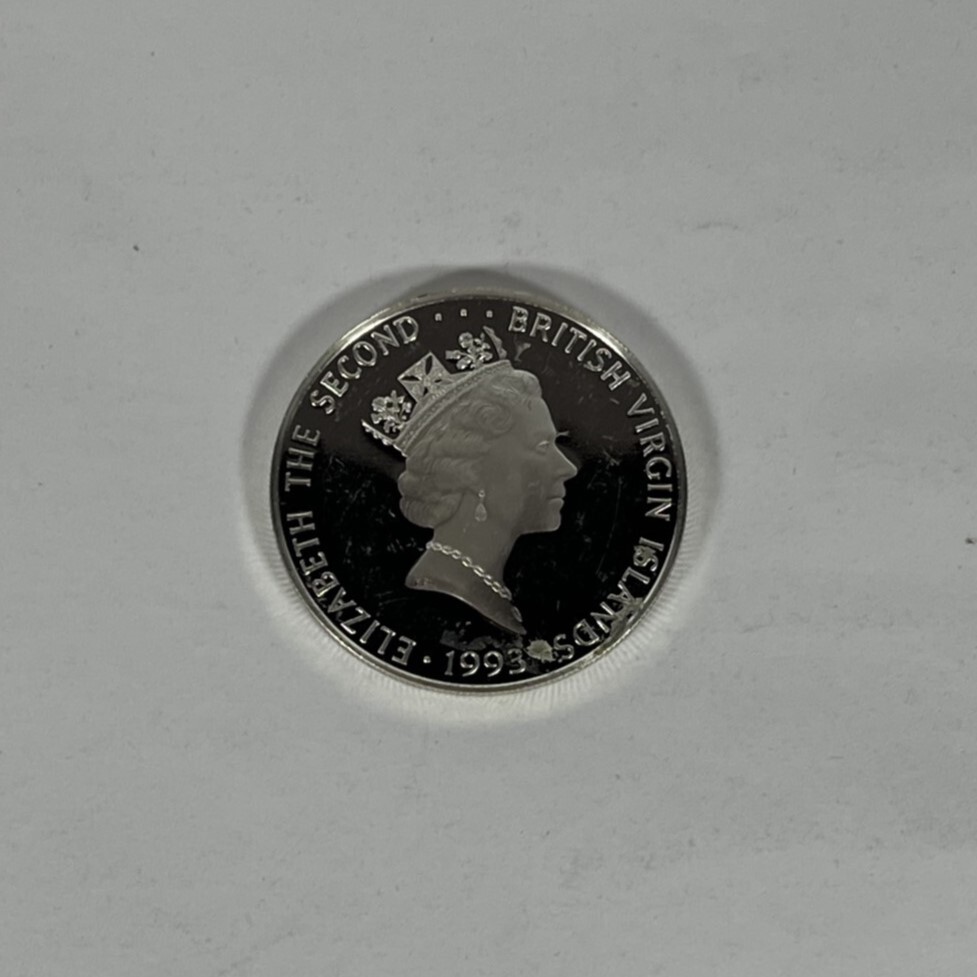 ELIZABETH THE SECOND · · · BRITISH VIRGIN ISLANDS
· 1993